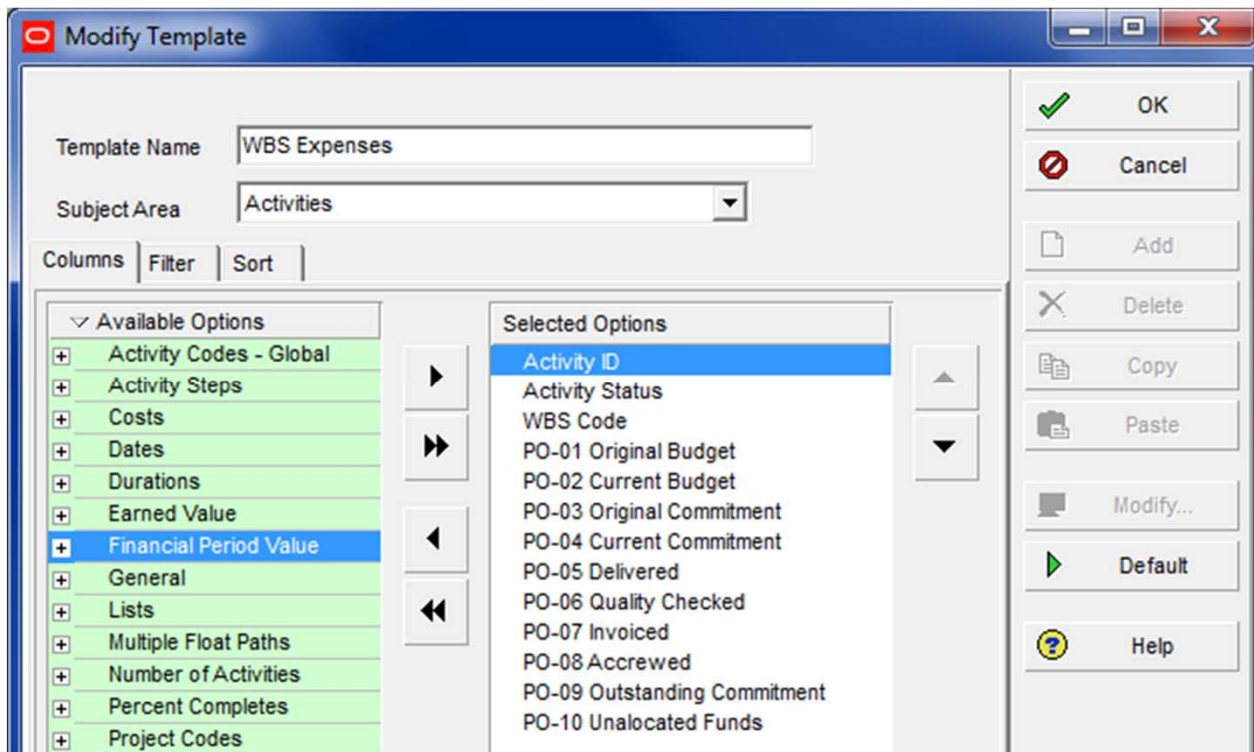 Modify Template
Template Name WBS Expenses
Subject Area Activities
Columns Filter Sort
Available Options
Activity Codes - Global
Activity Steps
Costs
Dates
Durations
Earned Value
Financial Period Value
General
Lists
Multiple Float Paths
Number of Activities
Percent Completes
Project Codes
Selected Options
Activity ID
Activity Status
WBS Code
PO-01 Original Budget
PO-02 Current Budget
PO-03 Original Commitment
PO-04 Current Commitment
PO-05 Delivered
PO-06 Quality Checked
PO-07 Invoiced
PO-08 Accrewed
PO-09 Outstanding Commitment
PO-10 Unalocated Funds
OK
Cancel
Add
Delete
Copy
Paste
Modify...
Default
Help